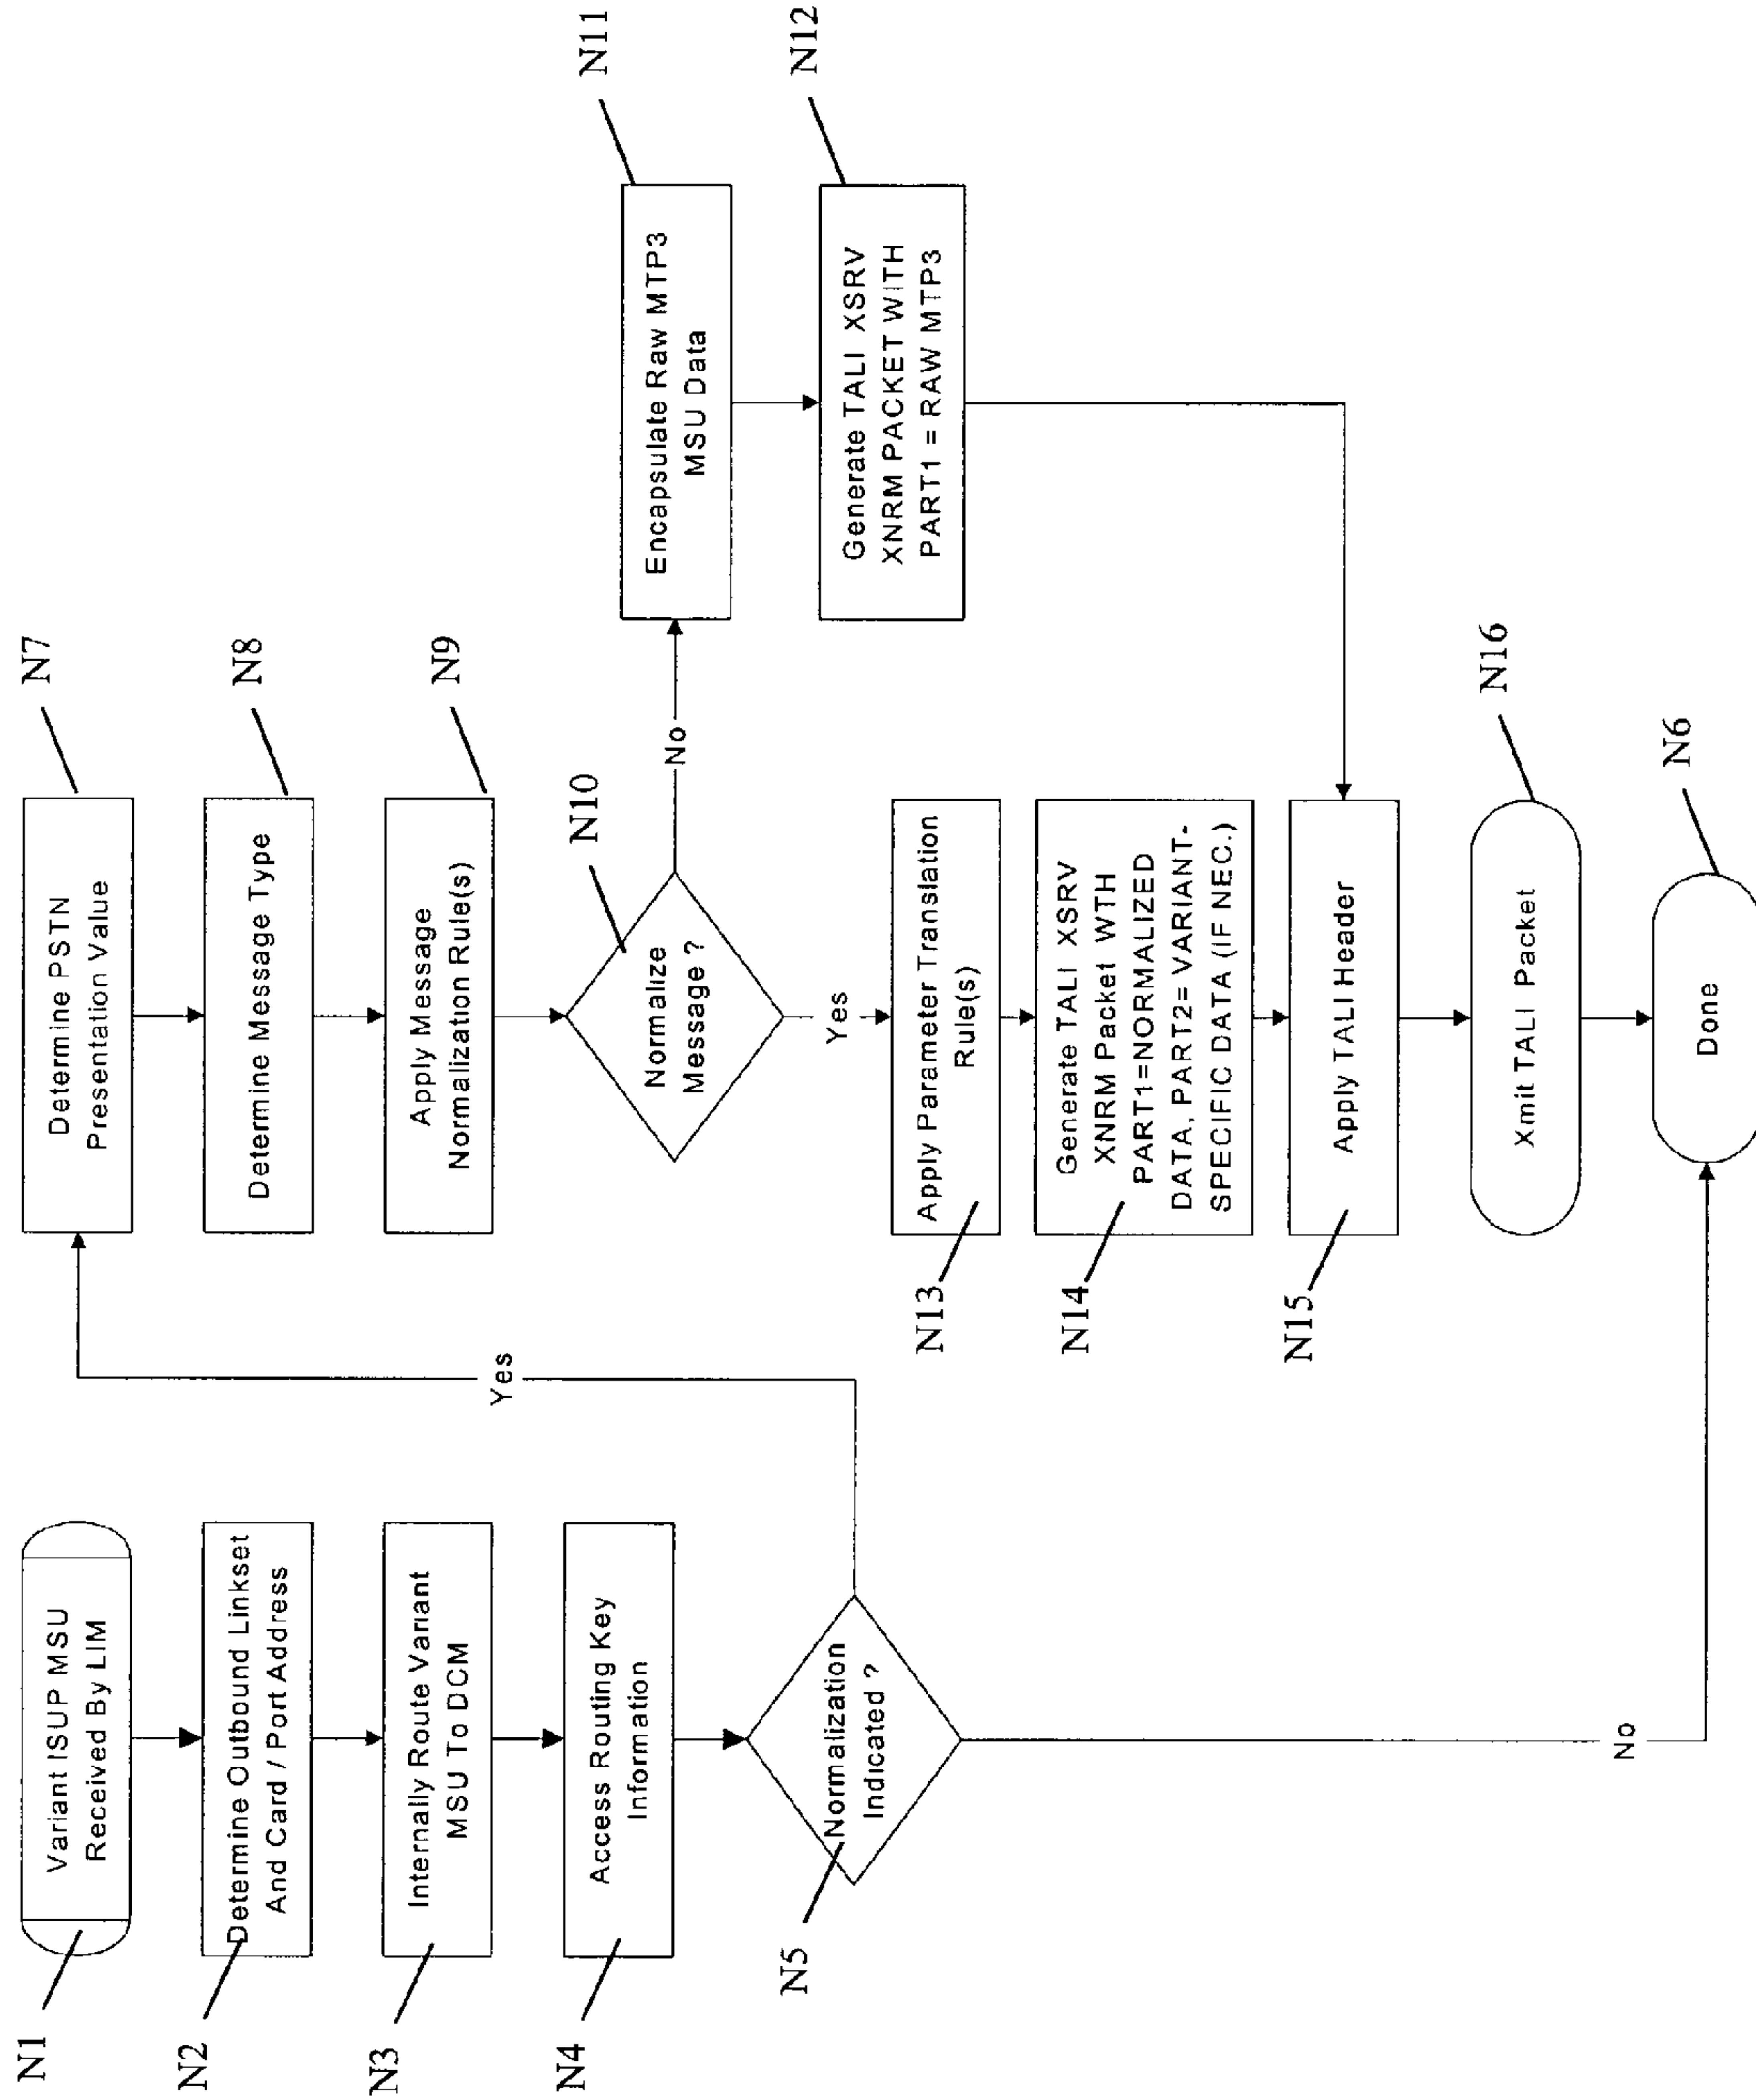 N1
Variant ISUP MSU
Received By LIM
N2
Determine Outbound Linkset
And Card / Port Address
N3
Internally Route Variant
MSU To DCM
N4
Access Routing Key
Information
N5
Normalization
Indicated ?
Yes
No
N7
Determine PSTN
Presentation Value
N8
Determine Message Type
N9
Apply Message
Normalization Rule(s)
N10
Normalize
Message ?
No
Yes
N11
Encapsulate Raw MTP3
MSU Data
N12
Generate TALI XSRV
XNRM PACKET WITH
PART1 = RAW MTP3
N13
Apply Parameter Translation
Rule(s)
N14
Generate TALI XSRV
XNRM Packet WTH
PART1=NORMALIZED
DATA, PART2= VARIANT-
SPECIFIC DATA (IF NEC.)
N15
Apply TALI Header
N16
Xmit TALI Packet
N6
Done